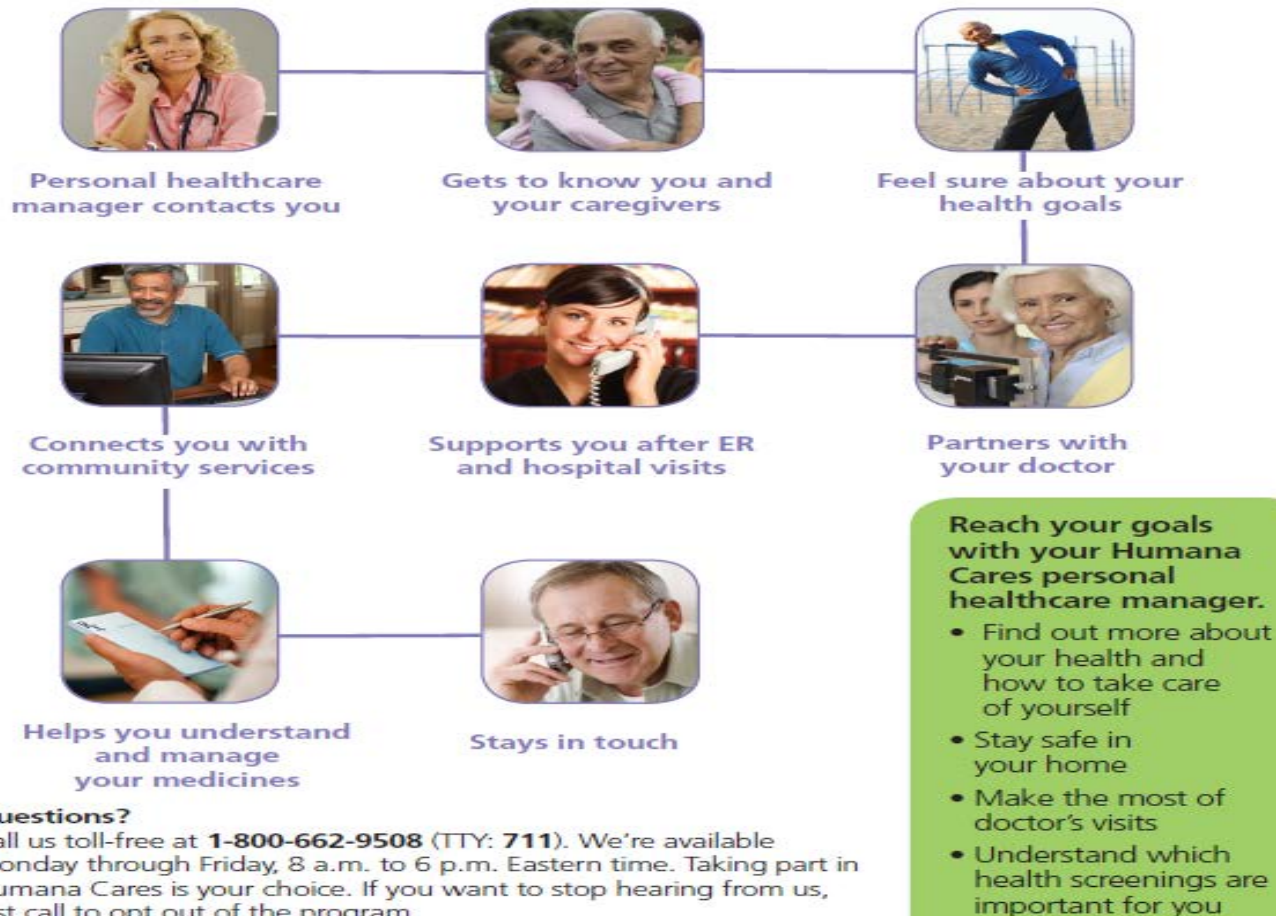 Personal healthcare
manager contacts you
Gets to know you and
your caregivers
Feel sure about your
health goals
Connects you with
community services
Supports you after ER
and hospital visits
Partners with
your doctor
Helps you understand
and manage
your medicines
Stays in touch
uestions?
all us toll-free at 1-800-662-9508 (TTY: 711). We're available
onday through Friday, 8 a.m. to 6 p.m. Eastern time. Taking part in
umana Cares is your choice. If you want to stop hearing from us,
st call to opt out of the program.
Reach your goals
with your Humana
Cares personal
healthcare manager.
• Find out more about
your health and
how to take care
of yourself
• Stay safe in
your home
• Make the most of
doctor's visits
• Understand which
health screenings are
important for you